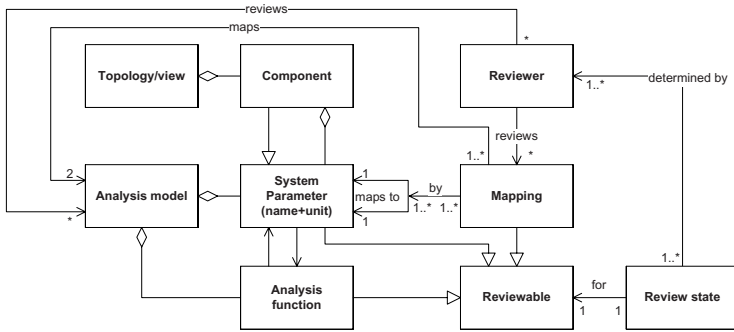 reviews
maps
*
Topology/view
Component
Reviewer
determined by
1..*
reviews
1..*
*
2
Analysis model
*
System
Parameter
(name+unit)
1
maps to
1
by
1..*
1..*
Mapping
1..*
Analysis
function
Reviewable
for
1
1
Review state